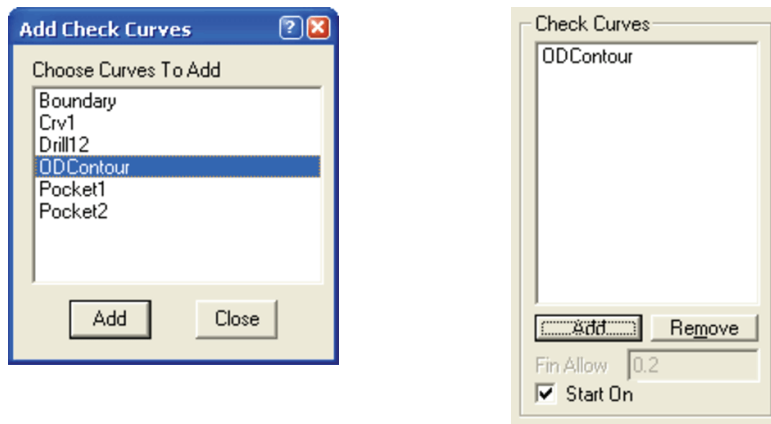 Add Check Curves
Choose Curves To Add
Boundary
Crv1
Drill12
ODContour
Pocket1
Pocket2
Add
Close
Check Curves
ODContour
Add
Remove
Fin Allow
0.2
Start On